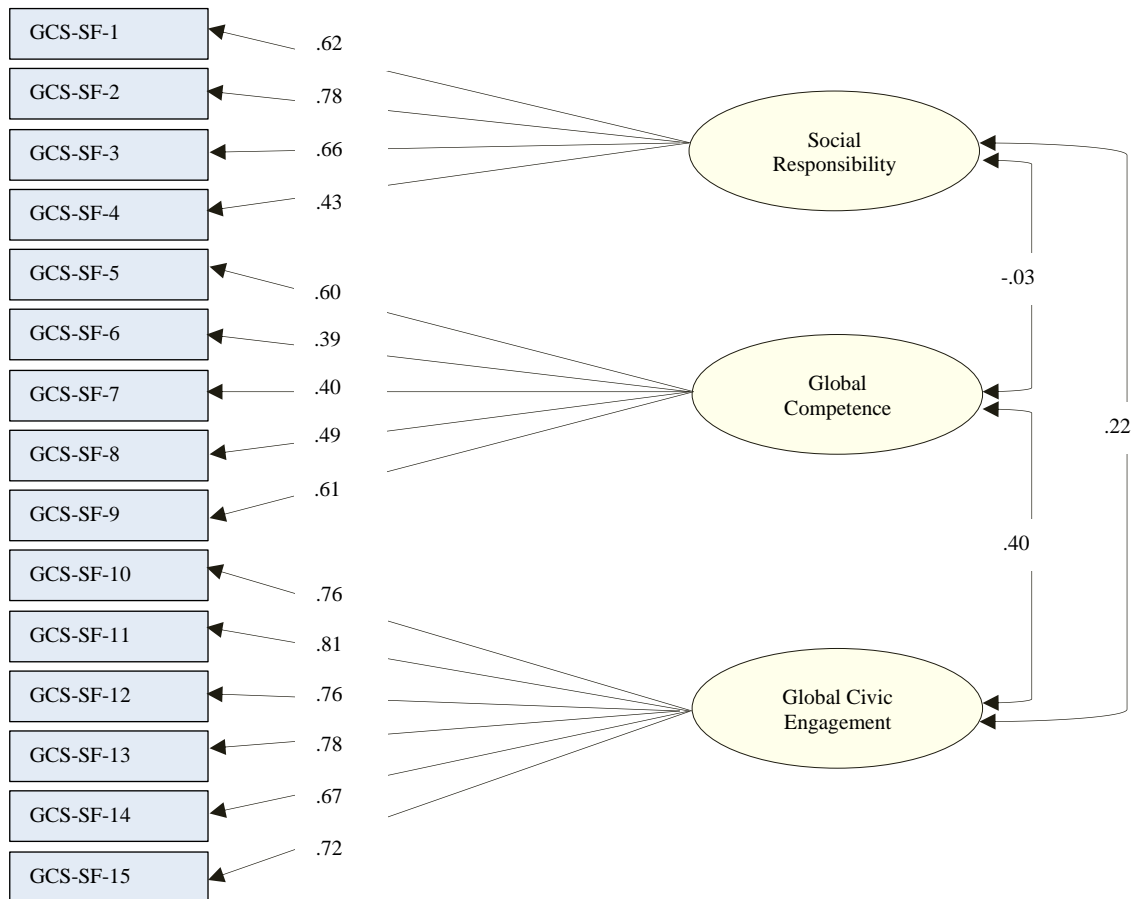 GCS-SF-1
.62
GCS-SF-2
.78
GCS-SF-3
.66
GCS-SF-4
.43
Social
Responsibility
GCS-SF-5
.60
-.03
GCS-SF-6
.39
GCS-SF-7
.40
GCS-SF-8
.49
GCS-SF-9
.61
Global
Competence
.22
GCS-SF-10
.76
.40
GCS-SF-11
.81
GCS-SF-12
.76
GCS-SF-13
.78
GCS-SF-14
.67
GCS-SF-15
.72
Global Civic
Engagement